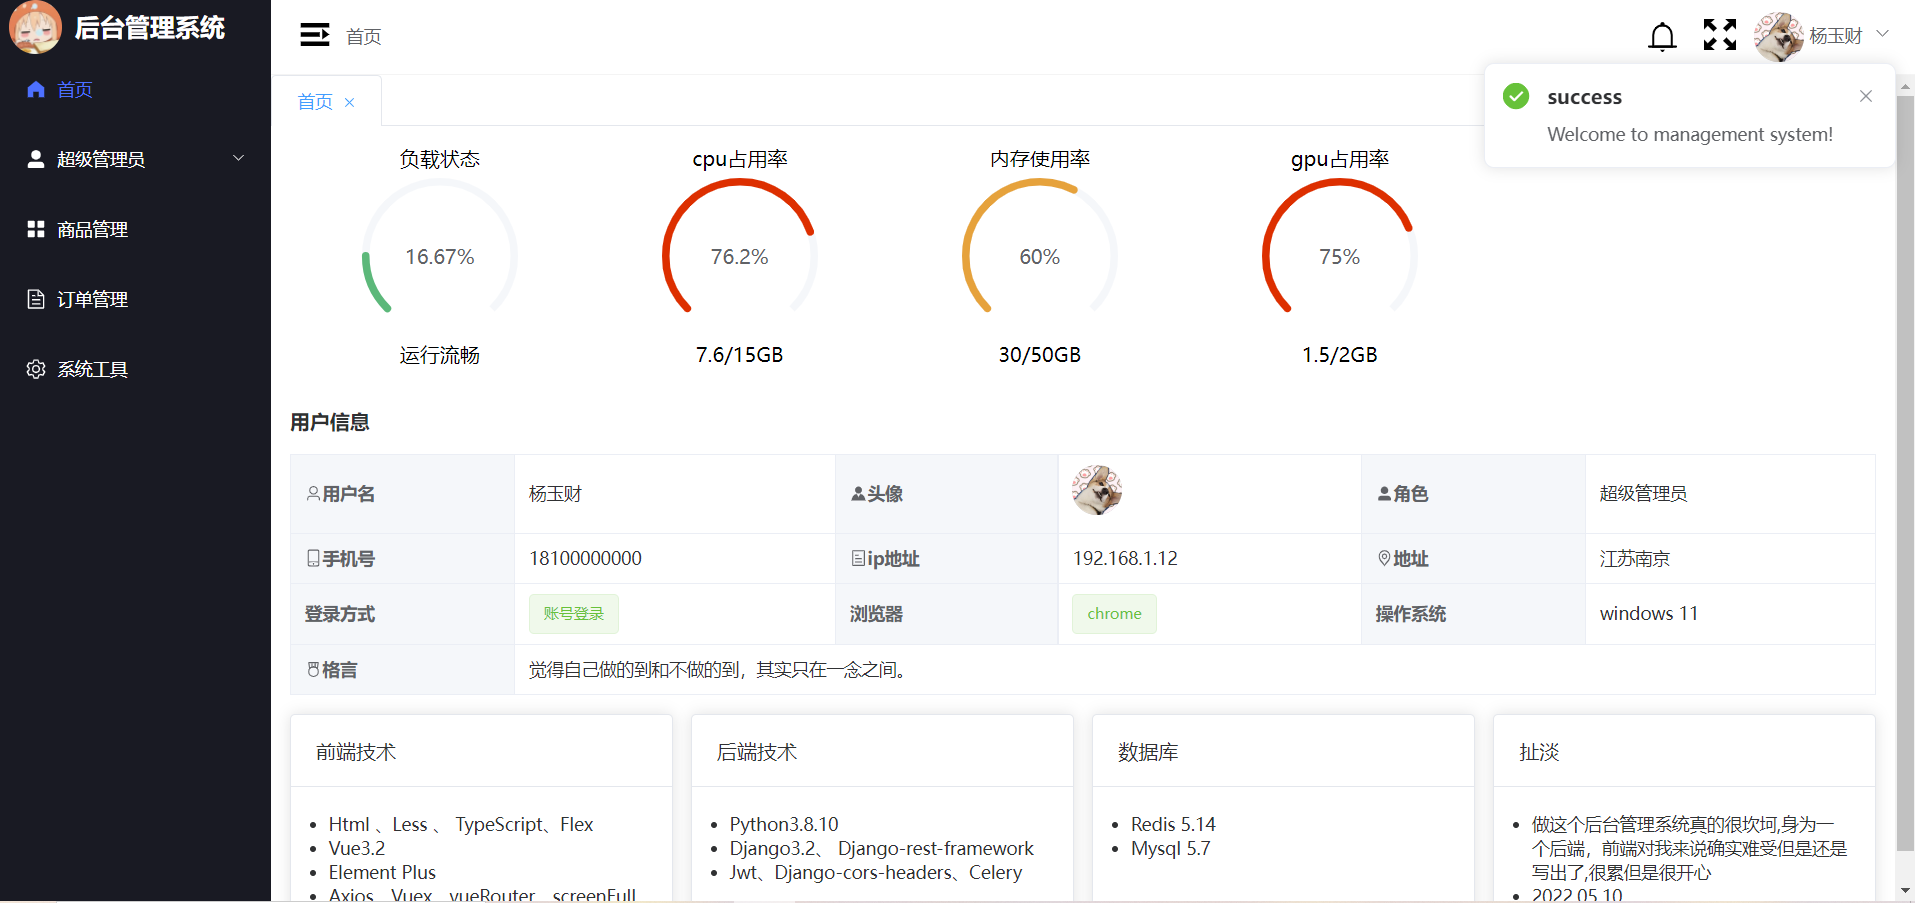 后台管理系统
首页
杨玉财
首页
超级管理员
商品管理
订单管理
系统工具
首页
success
Welcome to management system!
负载状态
cpu占用率
内存使用率
gpu占用率
16.67%
76.2%
60%
75%
运行流畅
7.6/15GB
30/50GB
1.5/2GB
用户信息
用户名 杨玉财 头像 角色 超级管理员
手机号 18100000000 ip地址 192.168.1.12 地址 江苏南京
登录方式 账号登录 浏览器 chrome 操作系统 windows 11
格言 觉得自己做的到和不做的到，其实只在一念之间。
前端技术
Html 、Less 、 TypeScript、Flex
Vue3.2
Element Plus
Axios、Vuex、vueRouter、screenFull
后端技术
Python3.8.10
Django3.2、 Django-rest-framework
Jwt、Django-cors-headers、Celery
数据库
Redis 5.14
Mysql 5.7
扯淡
做这个后台管理系统真的很坎坷,身为一
个后端，前端对我来说确实难受但是还是
写出了,很累但是很开心
2022.05.10